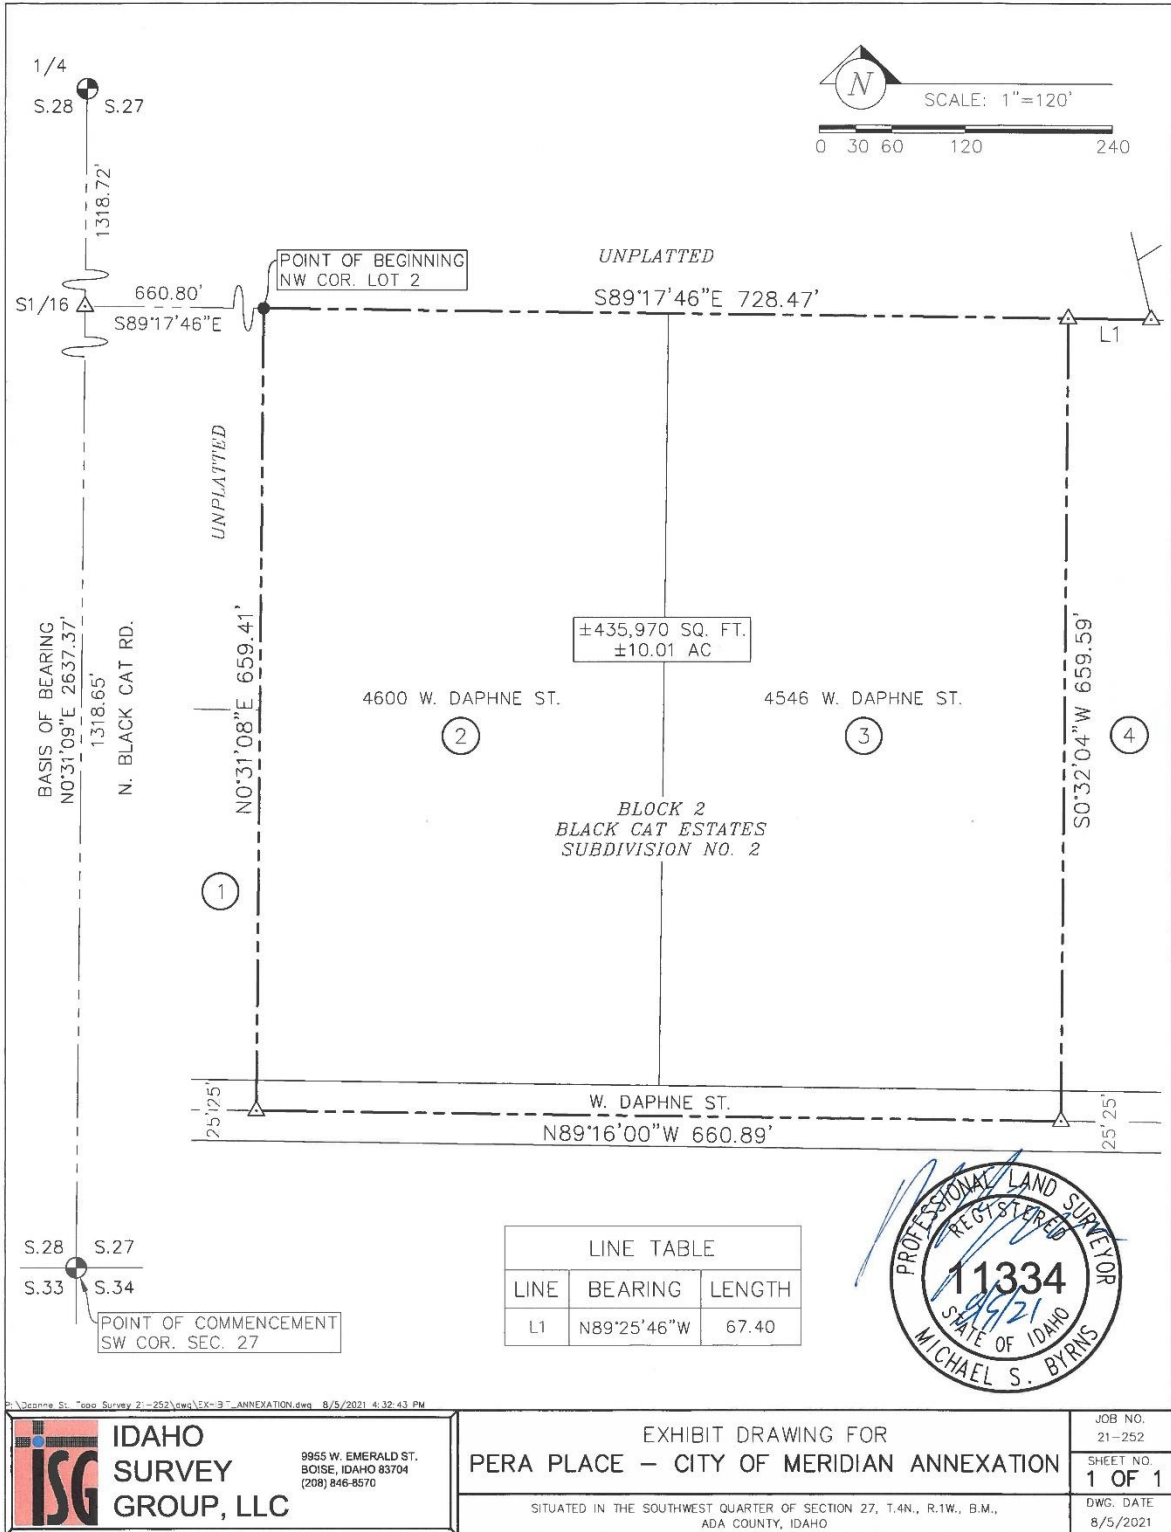 1/4
S.28 S.27
1318.72'
N
SCALE: 1"=120'
0 30 60 120 240
POINT OF BEGINNING
NW COR. LOT 2
UNPLATTED
S1/16
660.80'
S89°17'46"E
S89°17'46"E 728.47'
L1
UNPLATTED
BASIS OF BEARING
N0°31'09"E 2637.37'
1318.65'
N. BLACK CAT RD.
N0°31'08"E 659.41'
±435,970 SQ. FT.
±10.01 AC
S0°32'04"W 659.59'
4600 W. DAPHNE ST.
4546 W. DAPHNE ST.
2
3
4
BLOCK 2
BLACK CAT ESTATES
SUBDIVISION NO. 2
1
25' 25'
W. DAPHNE ST.
N89°16'00"W 660.89'
25' 25'
S.28 S.27
S.33 S.34
POINT OF COMMENCEMENT
SW COR. SEC. 27
LINE TABLE
LINE BEARING LENGTH
L1 N89°25'46"W 67.40
PROFESSIONAL LAND SURVEYOR
REGISTERED
11334
STATE OF IDAHO
MICHAEL S. BYRNS
Survey 21-252\dwg\EX-BT_ANNEXATION.dwg 8/5/2021 4:32:43 PM
ISG
IDAHO
SURVEY
GROUP, LLC
9955 W. EMERALD ST.
BOISE, IDAHO 83704
(208) 846-8570
EXHIBIT DRAWING FOR
PERA PLACE – CITY OF MERIDIAN ANNEXATION
SITUATED IN THE SOUTHWEST QUARTER OF SECTION 27, T.4N., R.1W., B.M.,
ADA COUNTY, IDAHO
JOB NO.
21-252
SHEET NO.
1 OF 1
DWG. DATE
8/5/2021